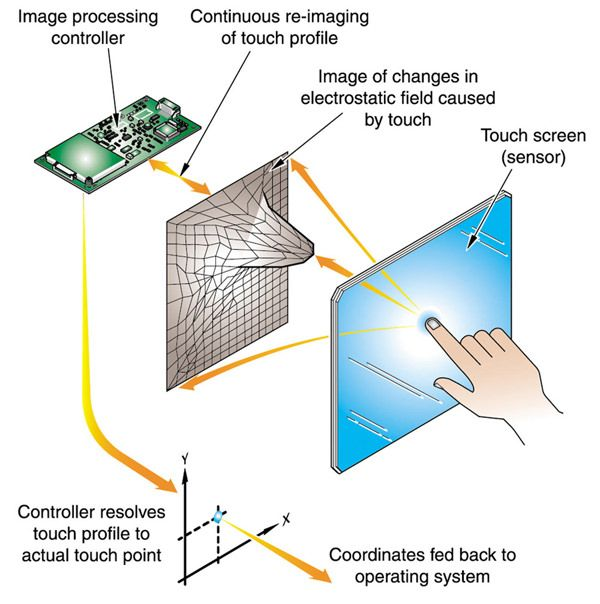 Image processing
controller
Continuous re-imaging
of touch profile
Image of changes in
electrostatic field caused
by touch
Touch screen
(sensor)
Y
X
Controller resolves
touch profile to
actual touch point
Coordinates fed back to
operating system